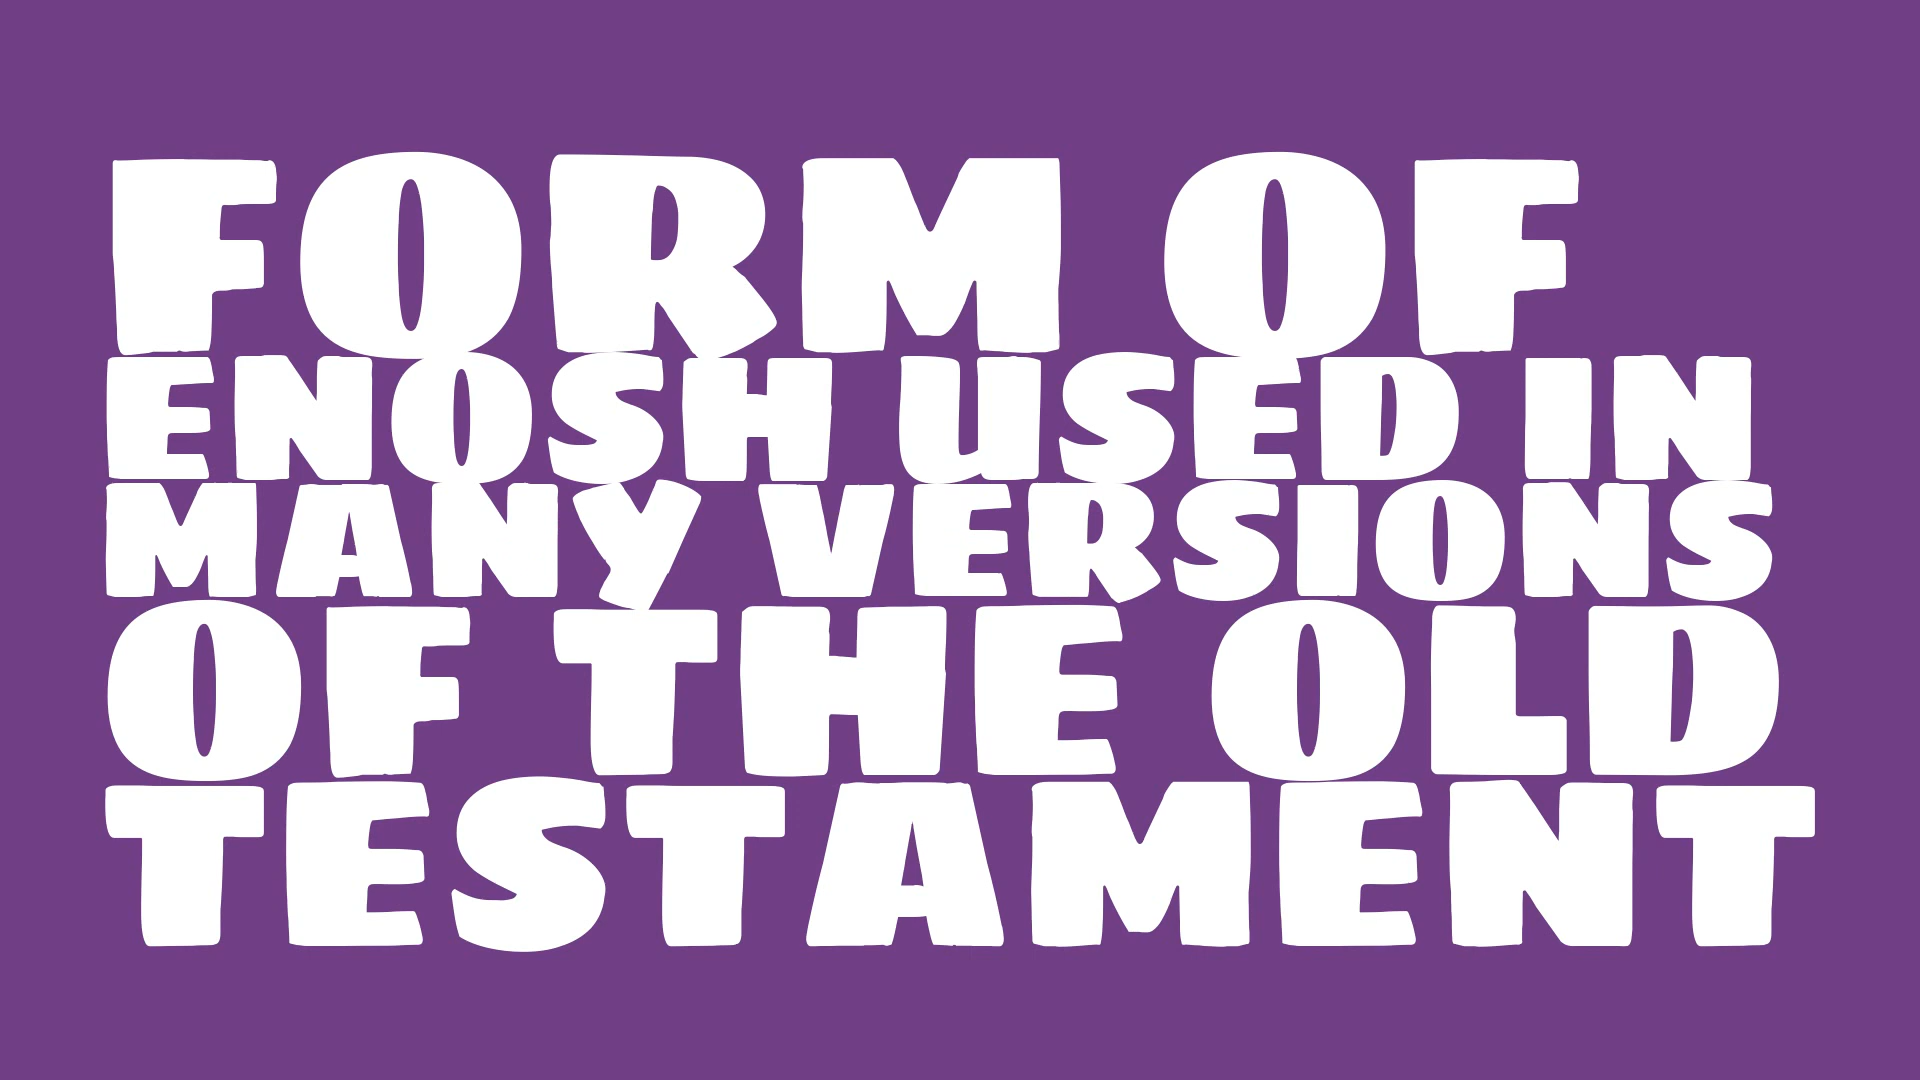 FORM OF
ENOSH USED IN
MANY VERSIONS
OF THE OLD
TESTAMENT